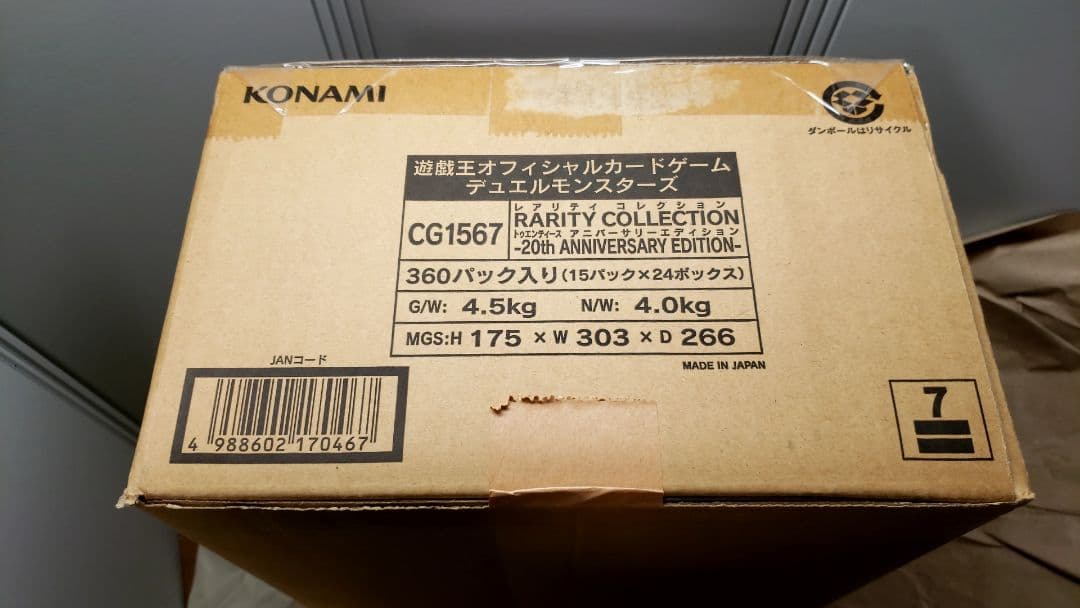 KONAMI
ダンボールはリサイクル
遊戯王オフィシャルカードゲーム
デュエルモンスターズ
CG1567
レアリティ コレクション
RARITY COLLECTION
トゥエンティース アニバーサリーエディション
-20th ANNIVERSARY EDITION-
360パック入り(15パック×24ボックス)
G/W: 4.5kg N/W: 4.0kg
MGS:H 175 × W 303 × D 266
MADE IN JAPAN
JANコード
4 988602 170467
7